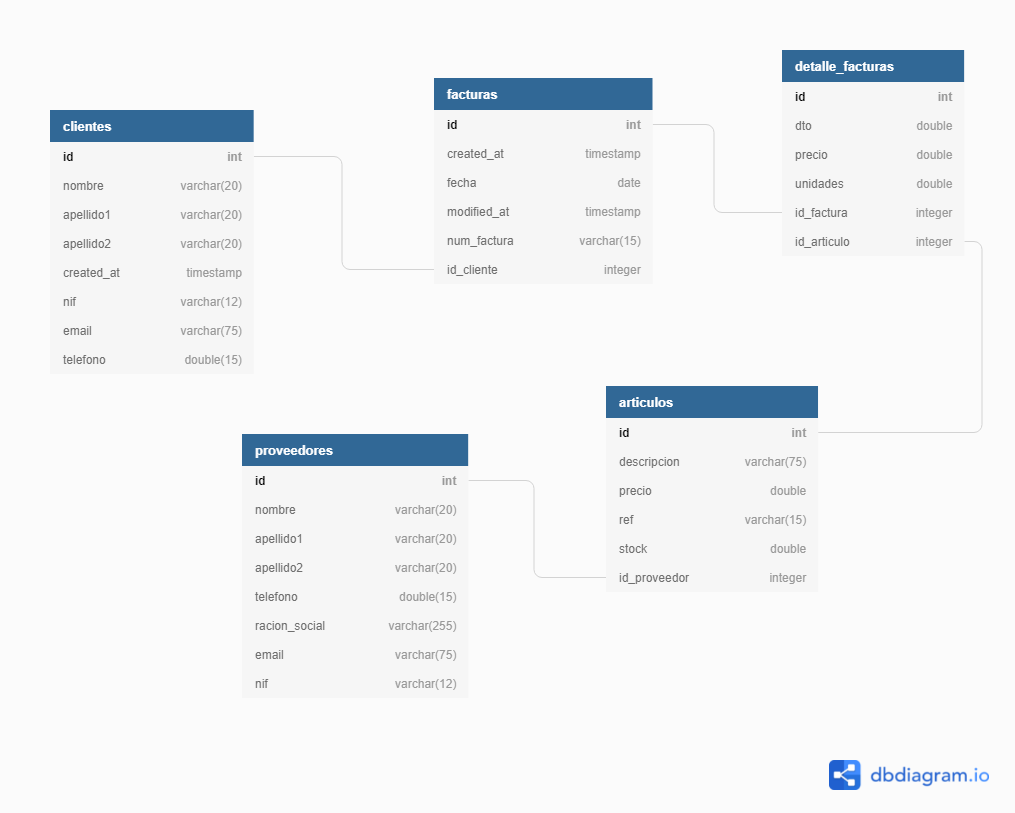 clientes
id int
nombre varchar(20)
apellido1 varchar(20)
apellido2 varchar(20)
created_at timestamp
nif varchar(12)
email varchar(75)
telefono double(15)
facturas
id int
created_at timestamp
fecha date
modified_at timestamp
num_factura varchar(15)
id_cliente integer
detalle_facturas
id int
dto double
precio double
unidades double
id_factura integer
id_articulo integer
proveedores
id int
nombre varchar(20)
apellido1 varchar(20)
apellido2 varchar(20)
telefono double(15)
racion_social varchar(255)
email varchar(75)
nif varchar(12)
articulos
id int
descripcion varchar(75)
precio double
ref varchar(15)
stock double
id_proveedor integer
dbdiagram.io